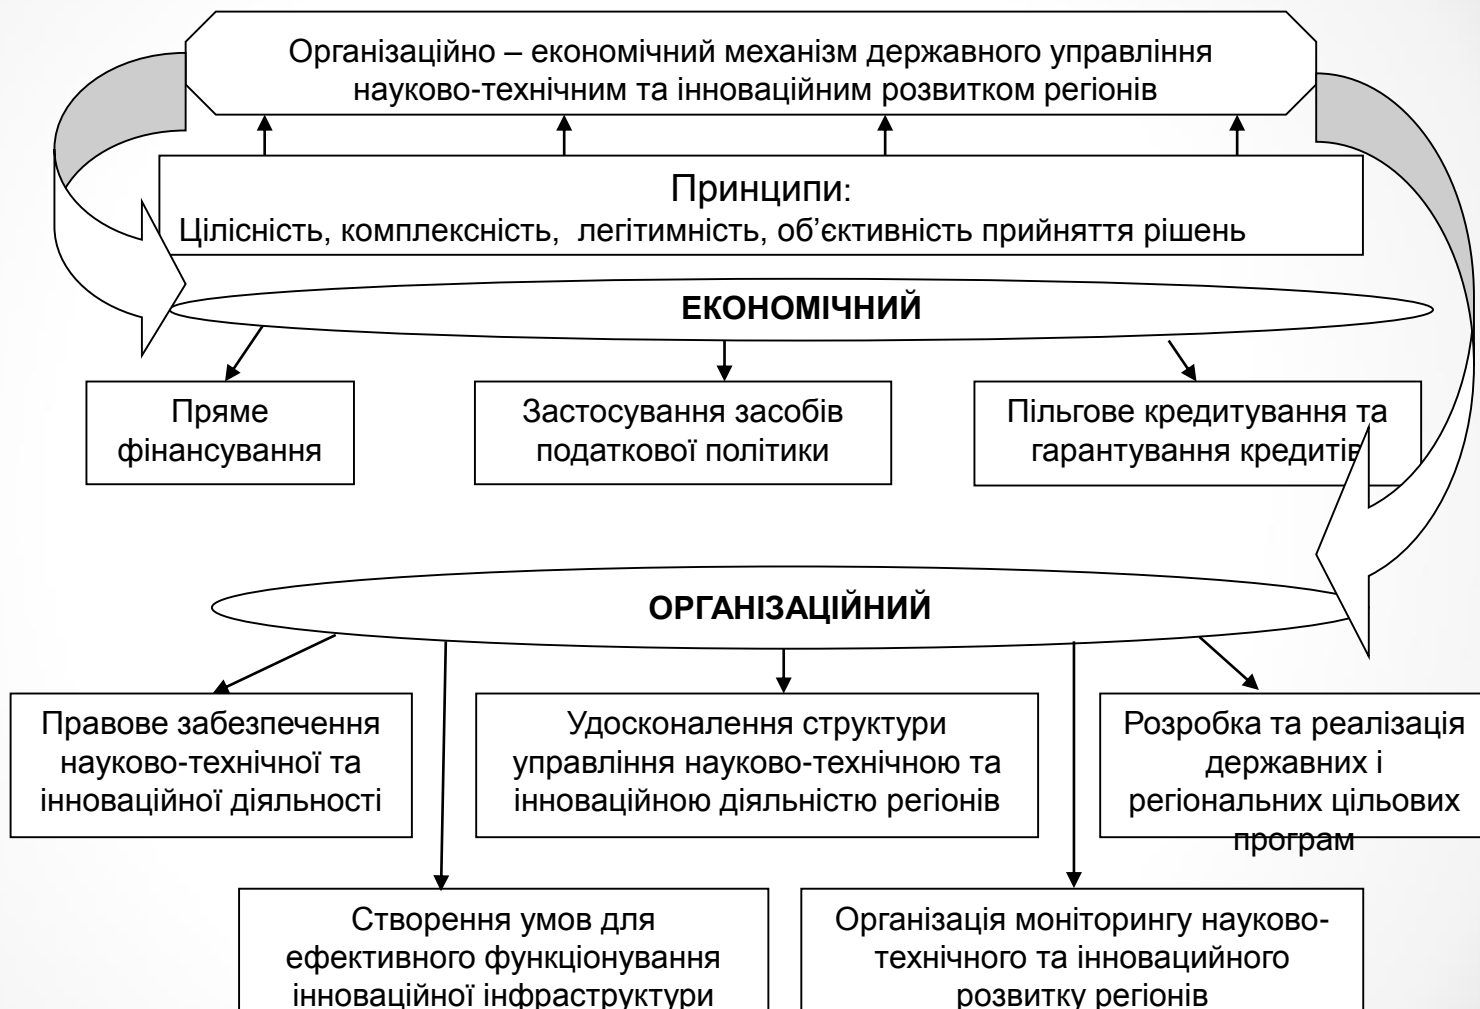 Організаційно – економічний механізм державного управління
науково-технічним та інноваційним розвитком регіонів
Принципи:
Цілісність, комплексність, легітимність, об’єктивність прийняття рішень
ЕКОНОМІЧНИЙ
Пряме
фінансування
Застосування засобів
податкової політики
Пільгове кредитування та
гарантування кредитів
ОРГАНІЗАЦІЙНИЙ
Правове забезпечення
науково-технічної та
інноваційної діяльності
Удосконалення структури
управління науково-технічною та
інноваційною діяльністю регіонів
Розробка та реалізація
державних і
регіональних цільових
програм
Створення умов для
ефективного функціонування
інноваційної інфраструктури
Організація моніторингу науково-
технічного та інновацийного
розвитку регіонів